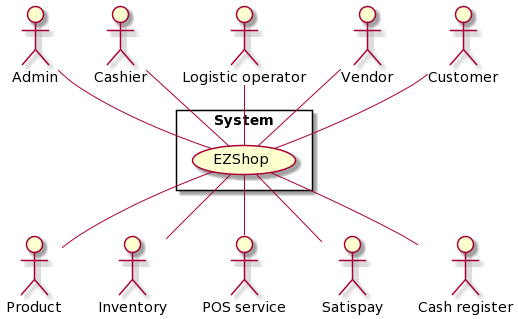 Admin
Cashier
Logistic operator
Vendor
Customer
System
EZShop
Product
Inventory
POS service
Satispay
Cash register